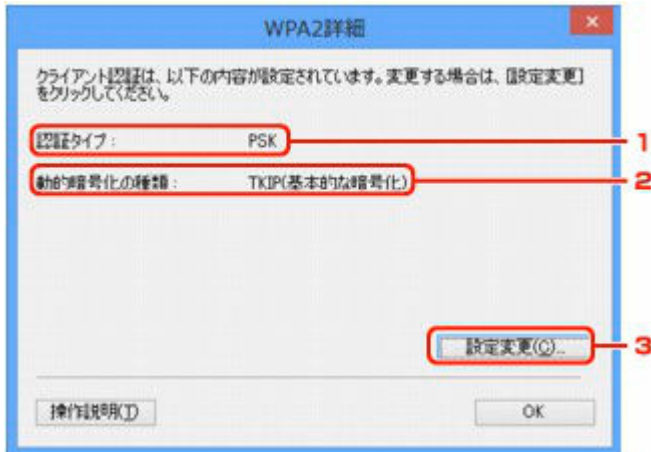 WPA2詳細
クライアント認証は、以下の内容が設定されています。変更する場合は、[設定変更]
をクリックしてください。
認証タイプ: PSK
1
動的暗号化の種類: TKIP(基本的な暗号化)
2
設定変更(C)...
3
操作説明(T)
OK